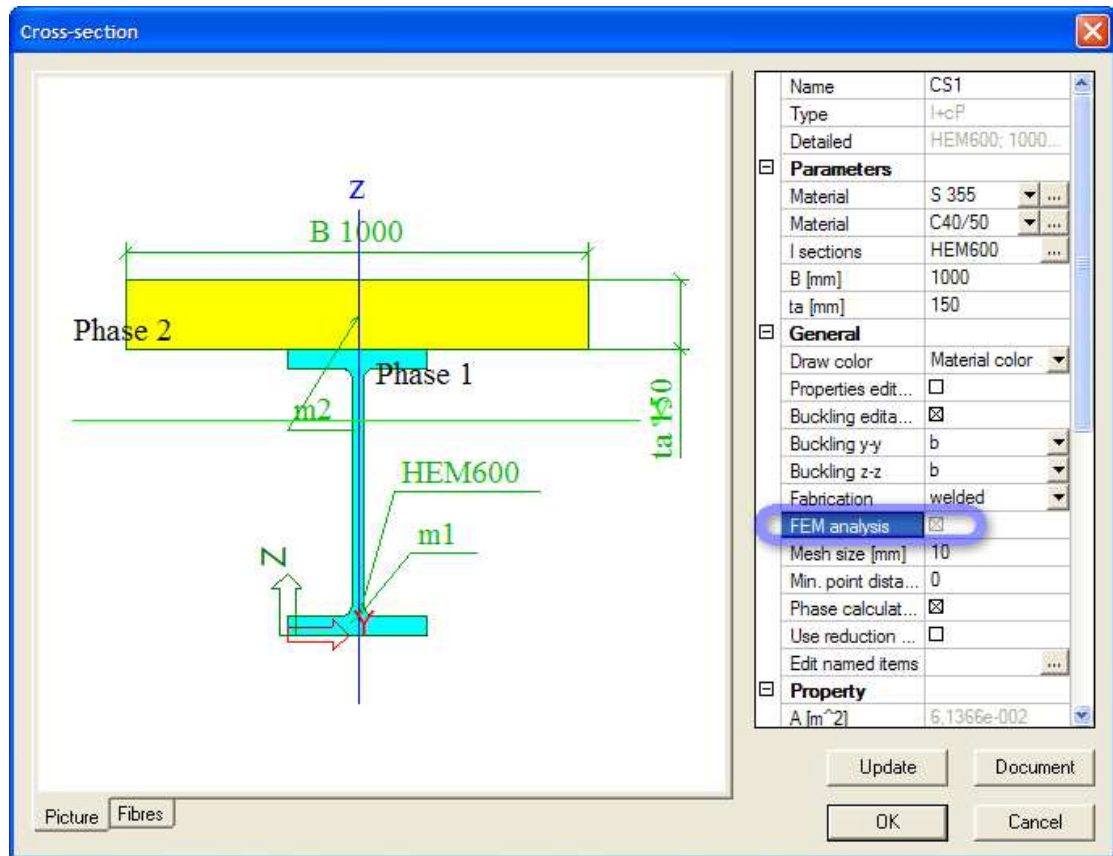 Cross-section
Z
B 1000
Phase 2
Phase 1
m2
ta 150
HEM600
m1
Z
Y
Name CS1
Type I+cP
Detailed HEM600; 1000...
Parameters
Material S 355 ...
Material C40/50 ...
I sections HEM600 ...
B [mm] 1000
ta [mm] 150
General
Draw color Material color
Properties edit...
Buckling edita...
Buckling y-y b
Buckling z-z b
Fabrication welded
FEM analysis
Mesh size [mm] 10
Min. point dista... 0
Phase calculat...
Use reduction ...
Edit named items ...
Property
A [m^2] 6,1366e-002
Update Document
Picture Fibres
OK Cancel